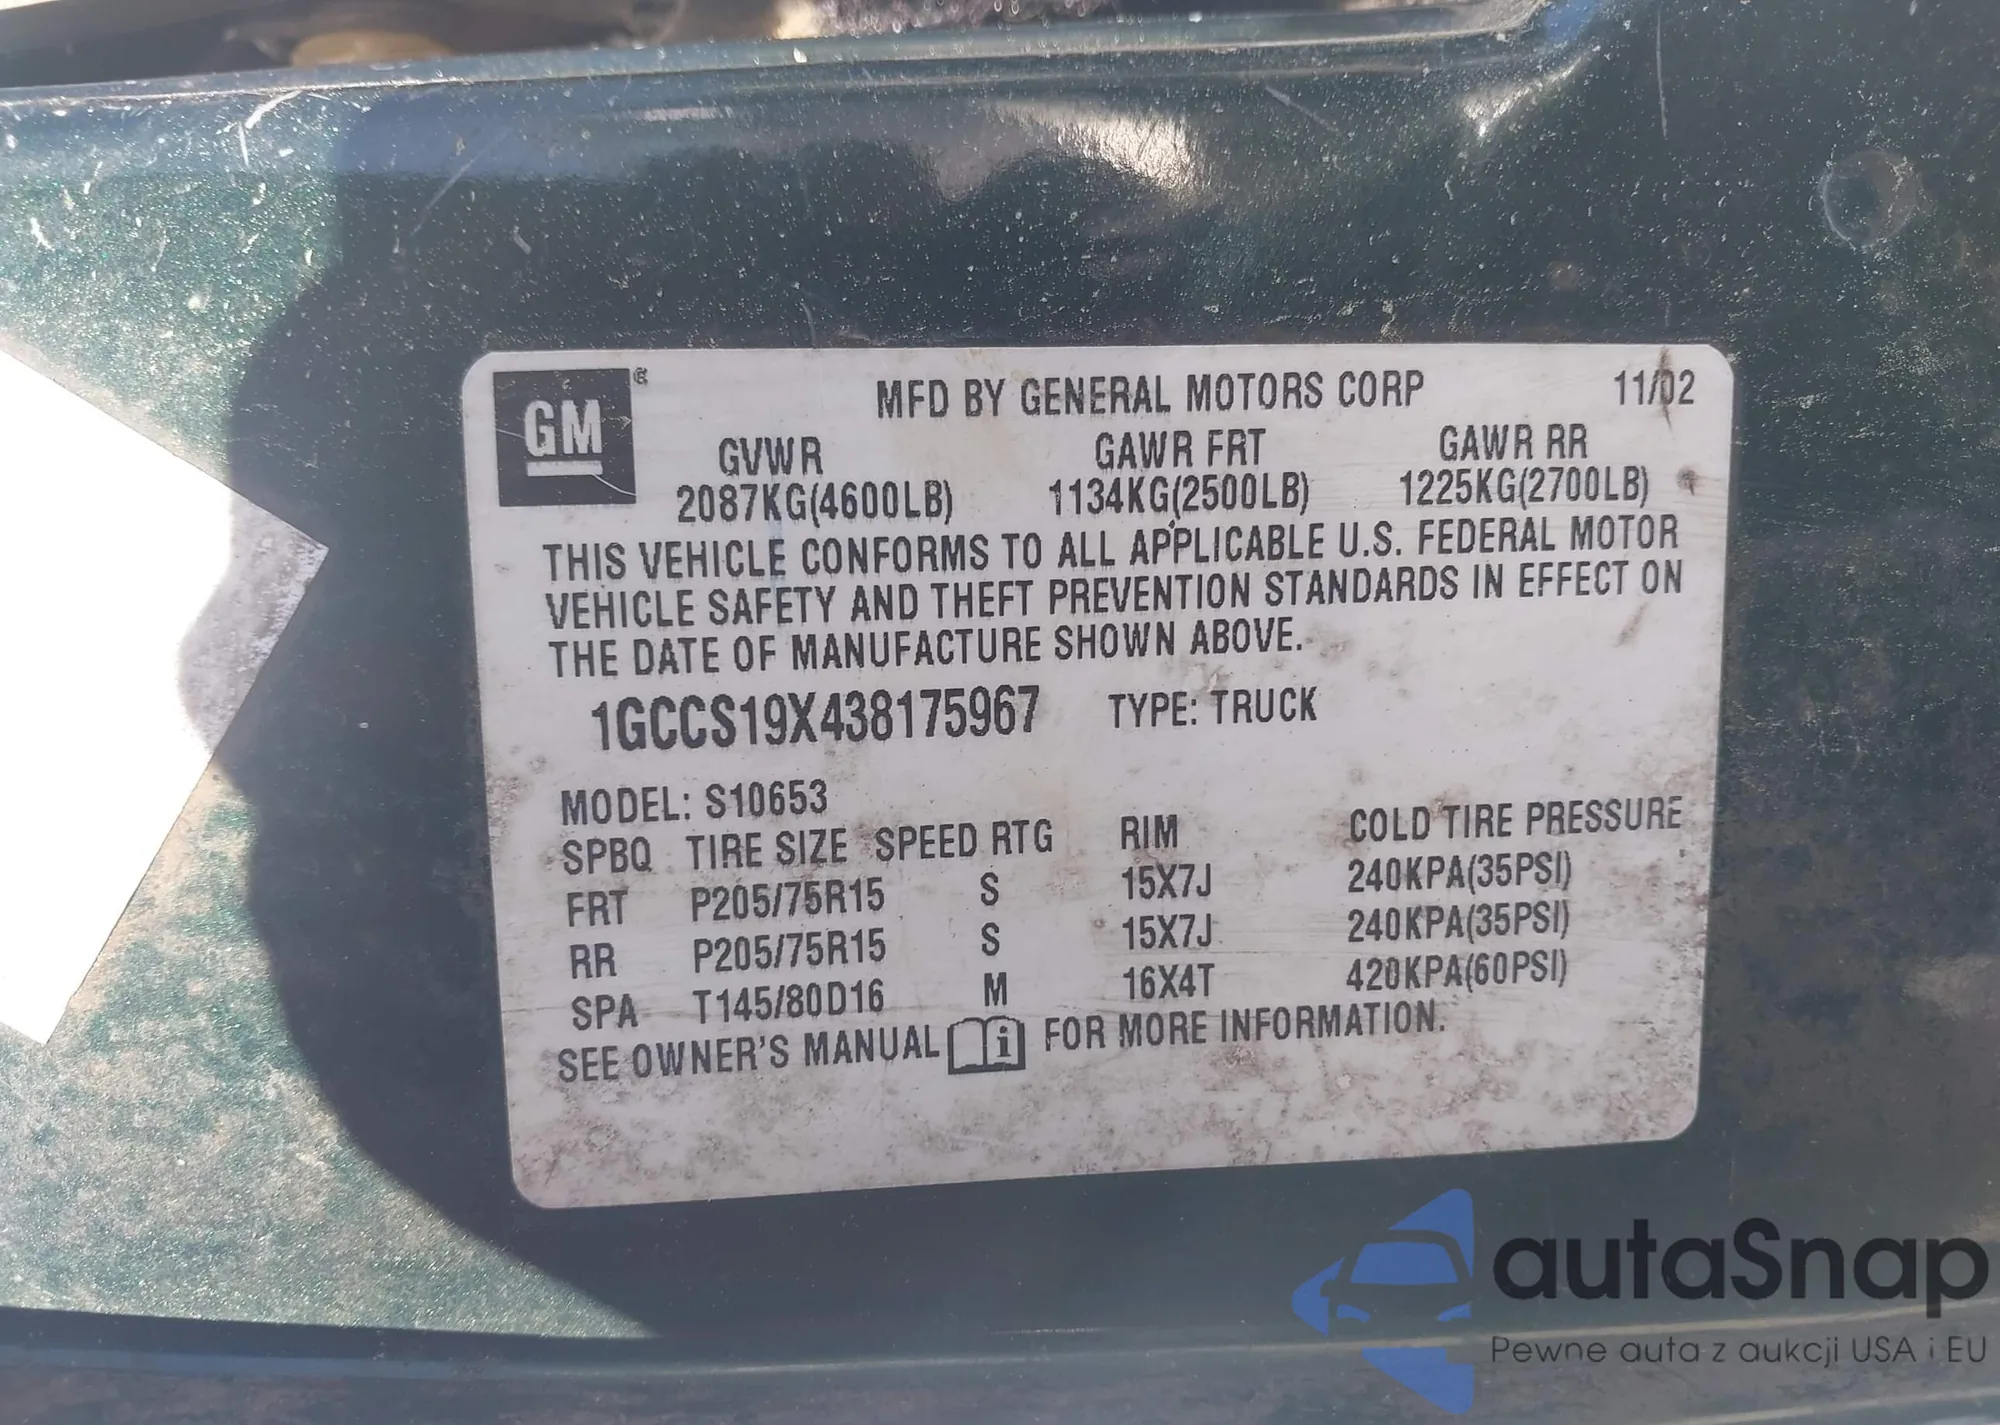 GM
MFD BY GENERAL MOTORS CORP 11/02
GVWR GAWR FRT GAWR RR
2087KG(4600LB) 1134KG(2500LB) 1225KG(2700LB)
THIS VEHICLE CONFORMS TO ALL APPLICABLE U.S. FEDERAL MOTOR
VEHICLE SAFETY AND THEFT PREVENTION STANDARDS IN EFFECT ON
THE DATE OF MANUFACTURE SHOWN ABOVE.
1GCCS19X438175967 TYPE: TRUCK
MODEL: S10653
SPBQ TIRE SIZE SPEED RTG RIM COLD TIRE PRESSURE
FRT P205/75R15 S 15X7J 240KPA(35PSI)
RR P205/75R15 S 15X7J 240KPA(35PSI)
SPA T145/80D16 M 16X4T 420KPA(60PSI)
SEE OWNER'S MANUAL i FOR MORE INFORMATION.
autaSnap
Pewne auta z aukcji USA i EU